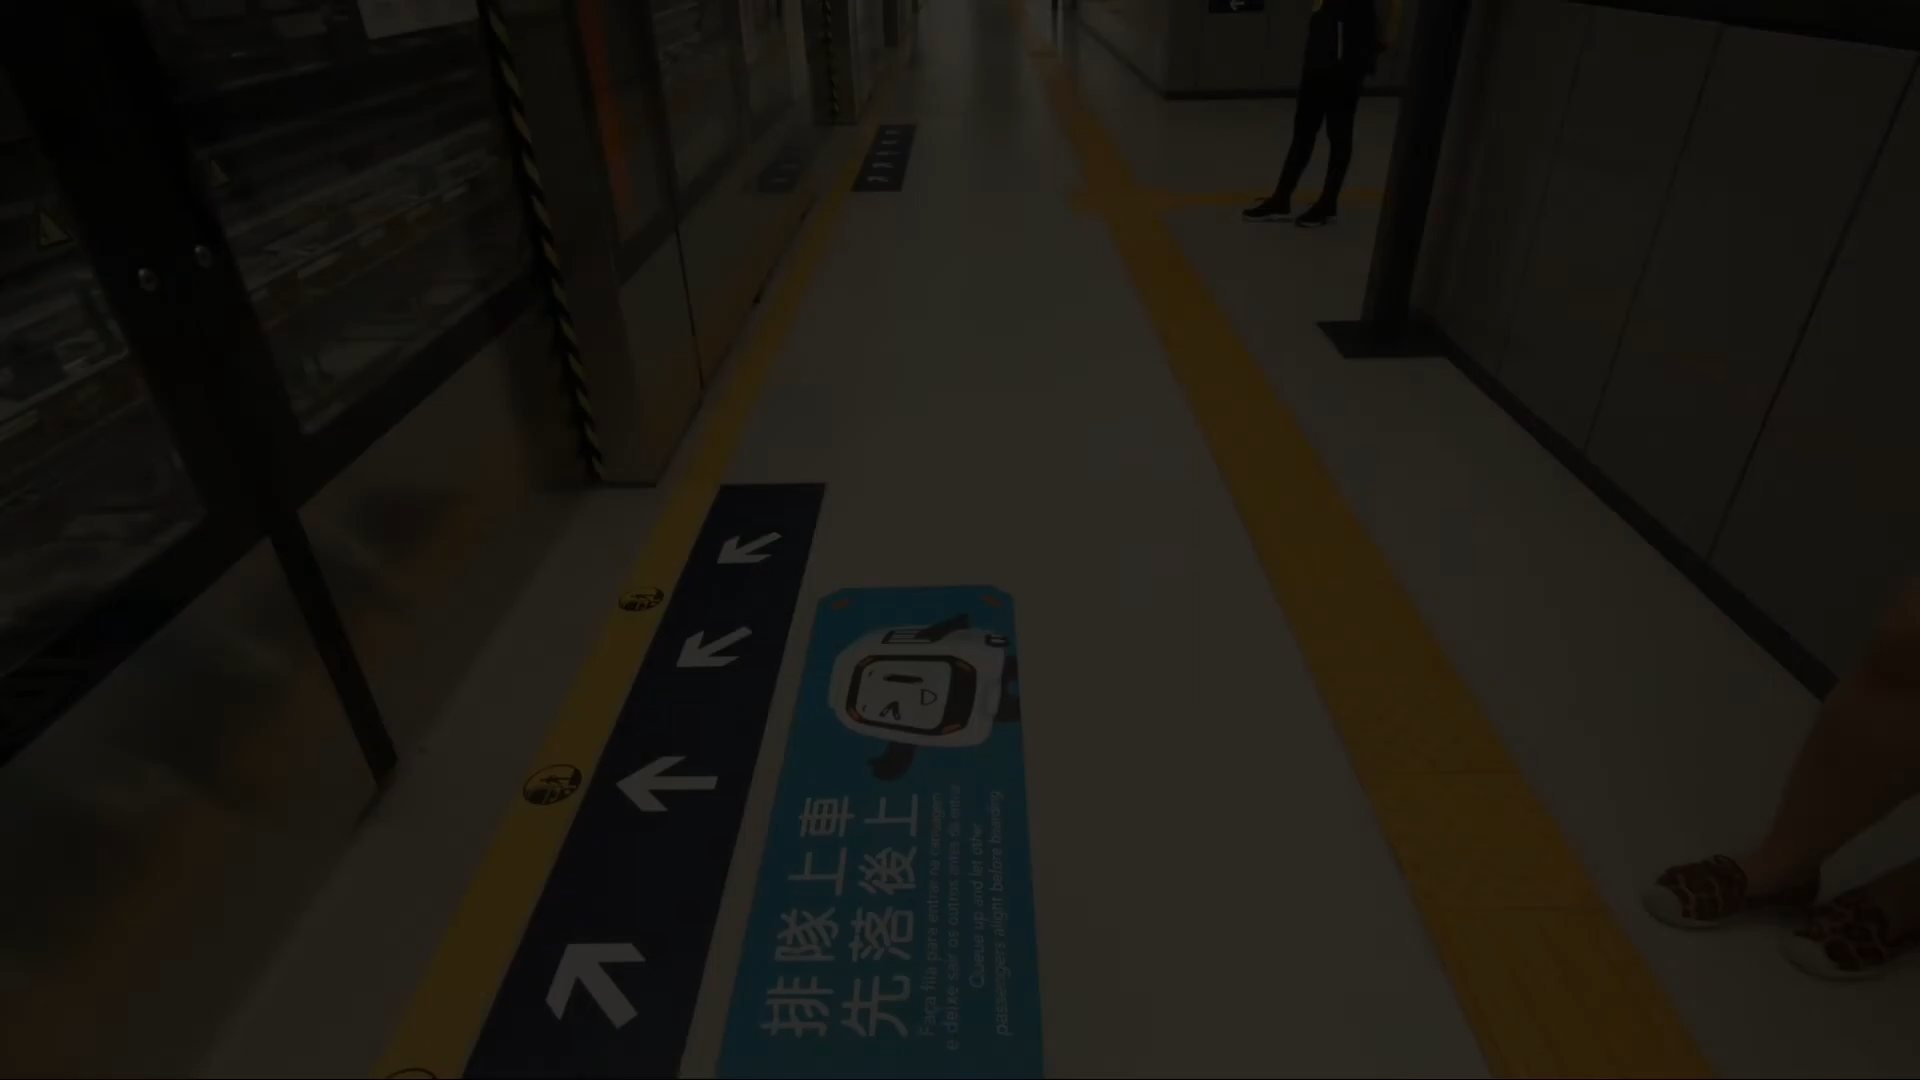 排隊上車
先落後上
Faça fila para entrar na carruagem
e deixe sair os outros antes de entrar
Queue up and let other
passengers alight before boarding